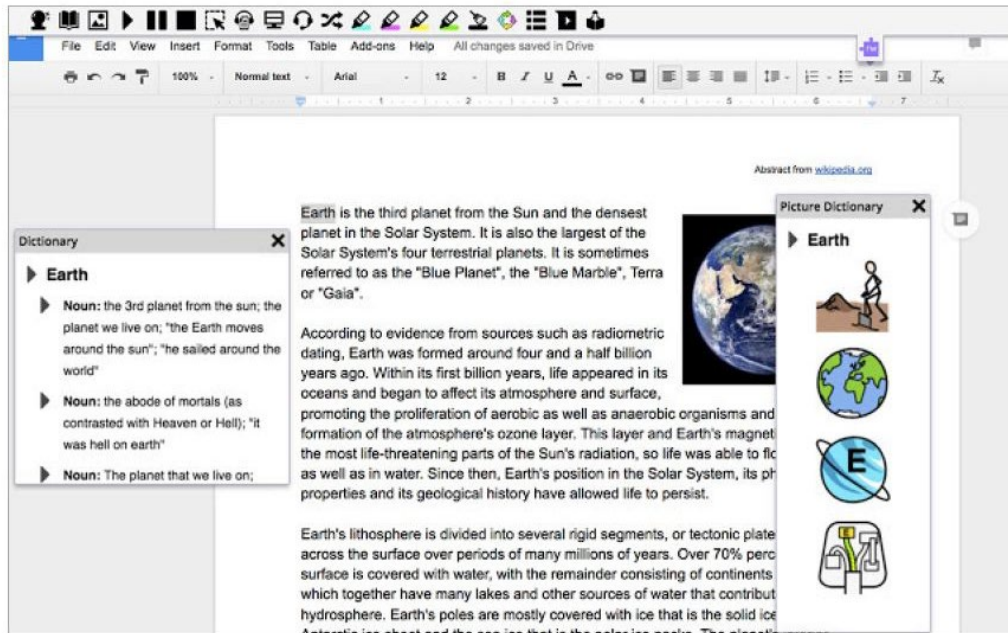 File Edit View Insert Format Tools Table Add-ons Help All changes saved in Drive
100% Normal text Arial 12 B I U A
1 2 3 4 5 6 7
Abstract from wikipedia.org
Earth is the third planet from the Sun and the densest
planet in the Solar System. It is also the largest of the
Solar System's four terrestrial planets. It is sometimes
referred to as the "Blue Planet", the "Blue Marble", Terra
or "Gaia".
According to evidence from sources such as radiometric
dating, Earth was formed around four and a half billion
years ago. Within its first billion years, life appeared in its
oceans and began to affect its atmosphere and surface,
promoting the proliferation of aerobic as well as anaerobic organisms and
formation of the atmosphere's ozone layer. This layer and Earth's magnet
the most life-threatening parts of the Sun's radiation, so life was able to flo
as well as in water. Since then, Earth's position in the Solar System, its ph
properties and its geological history have allowed life to persist.
Earth's lithosphere is divided into several rigid segments, or tectonic plate
across the surface over periods of many millions of years. Over 70% perc
surface is covered with water, with the remainder consisting of continents
which together have many lakes and other sources of water that contribut
hydrosphere. Earth's poles are mostly covered with ice that is the solid ice
Dictionary
Earth
Noun: the 3rd planet from the sun; the
planet we live on; "the Earth moves
around the sun"; "he sailed around the
world"
Noun: the abode of mortals (as
contrasted with Heaven or Hell); "it
was hell on earth"
Noun: The planet that we live on;
Picture Dictionary
Earth
E
E